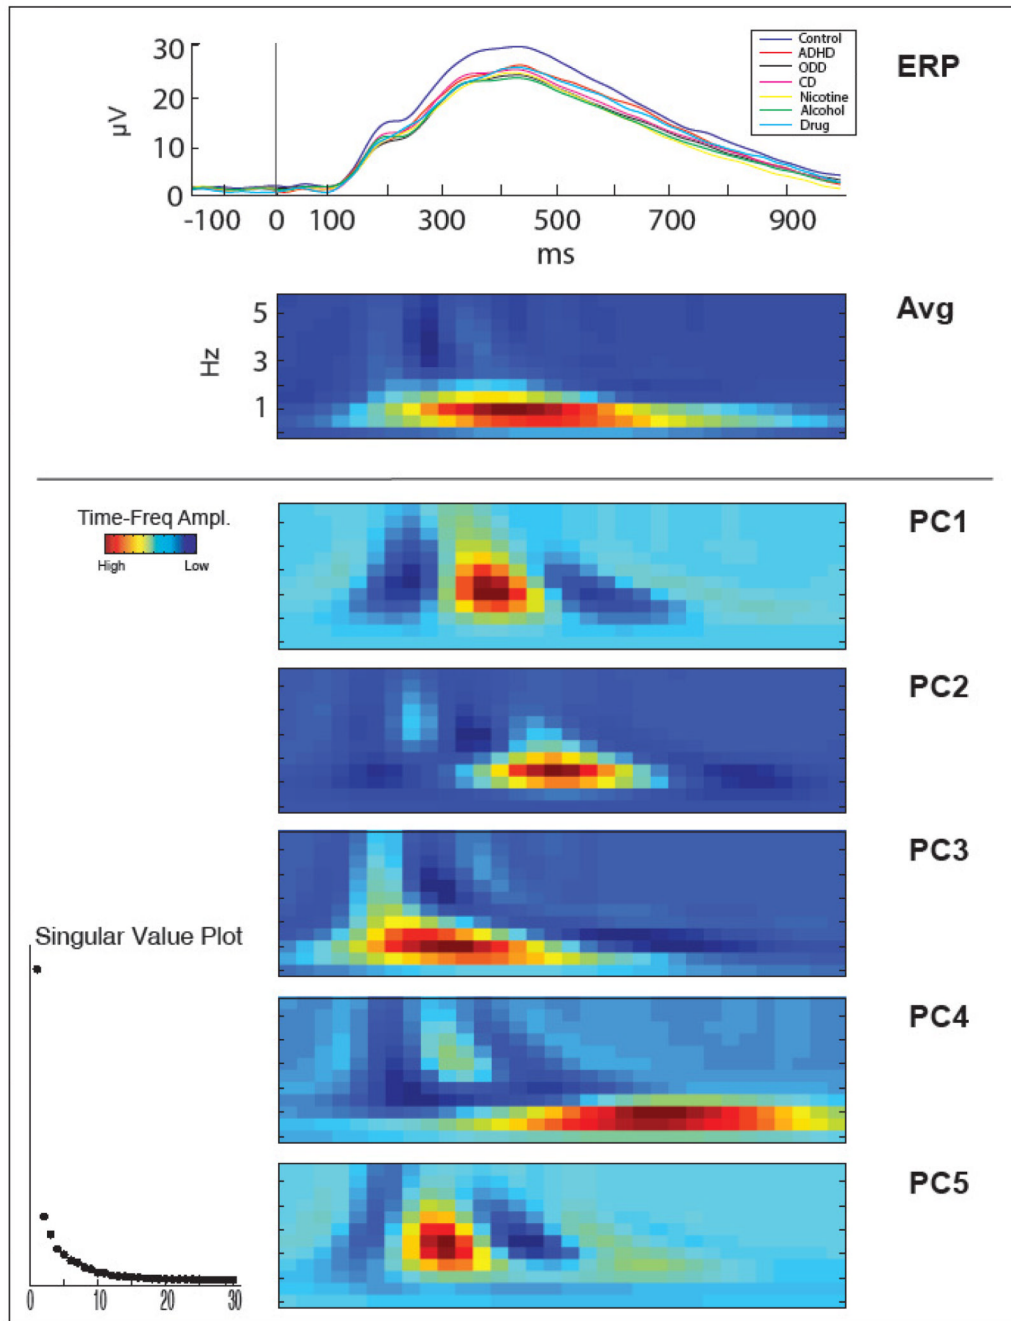 Control
ADHD
ODD
CD
Nicotine
Alcohol
Drug
ERP
30
20
10
0
µV
-100 0 100 300 500 700 900
ms
Avg
5
3
1
Hz
Time-Freq Ampl.
High Low
PC1
PC2
PC3
Singular Value Plot
PC4
PC5
0 10 20 30